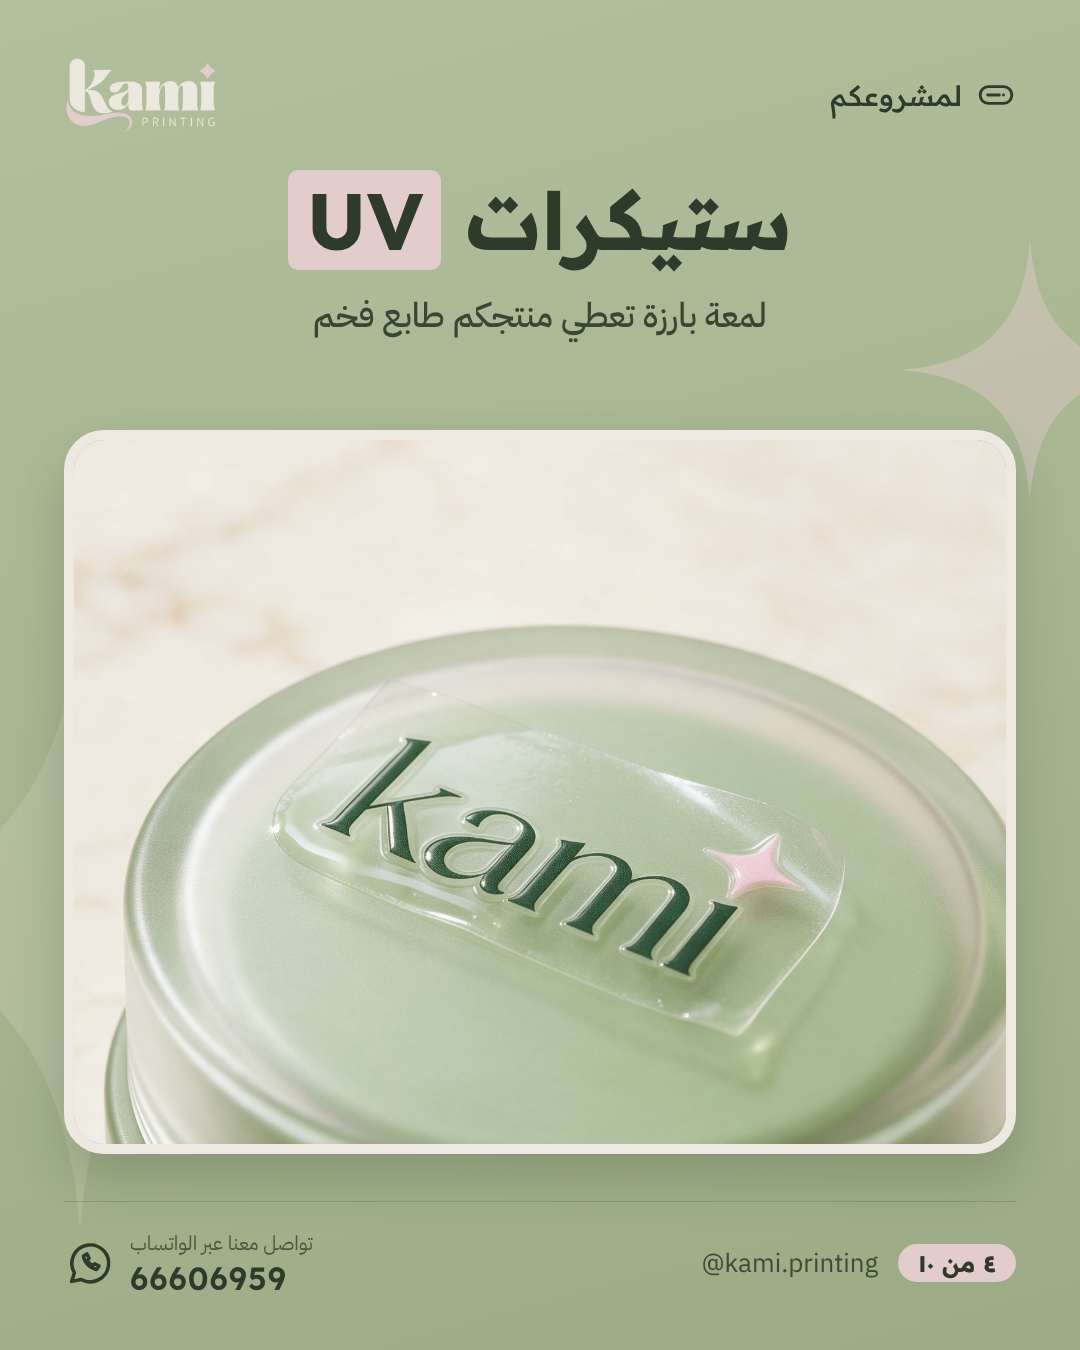 kami
PRINTING
لمشروعكم
ستيكرات UV
لمعة بارزة تعطي منتجكم طابع فخم
kami
تواصل معنا عبر الواتساب
66606959
@kami.printing
٤ من ١٠